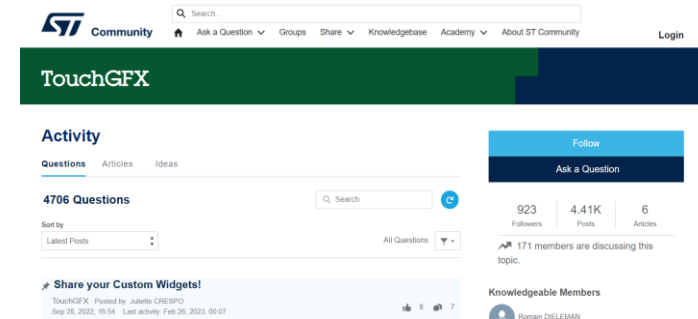 Search...
ST Community
Ask a Question Groups Share Knowledgebase Academy About ST Community
Login
TouchGFX
Activity
Questions Articles Ideas
4706 Questions
Search
Sort by
Latest Posts
All Questions
Share your Custom Widgets!
TouchGFX · Posted by Juliette CRESPO
Sep 28, 2022, 16:54 Last activity: Feb 26, 2023, 00:07
8 7
Follow
Ask a Question
923 4.41K 6
Followers Posts Articles
171 members are discussing this
topic.
Knowledgeable Members
Romain DIELEMAN